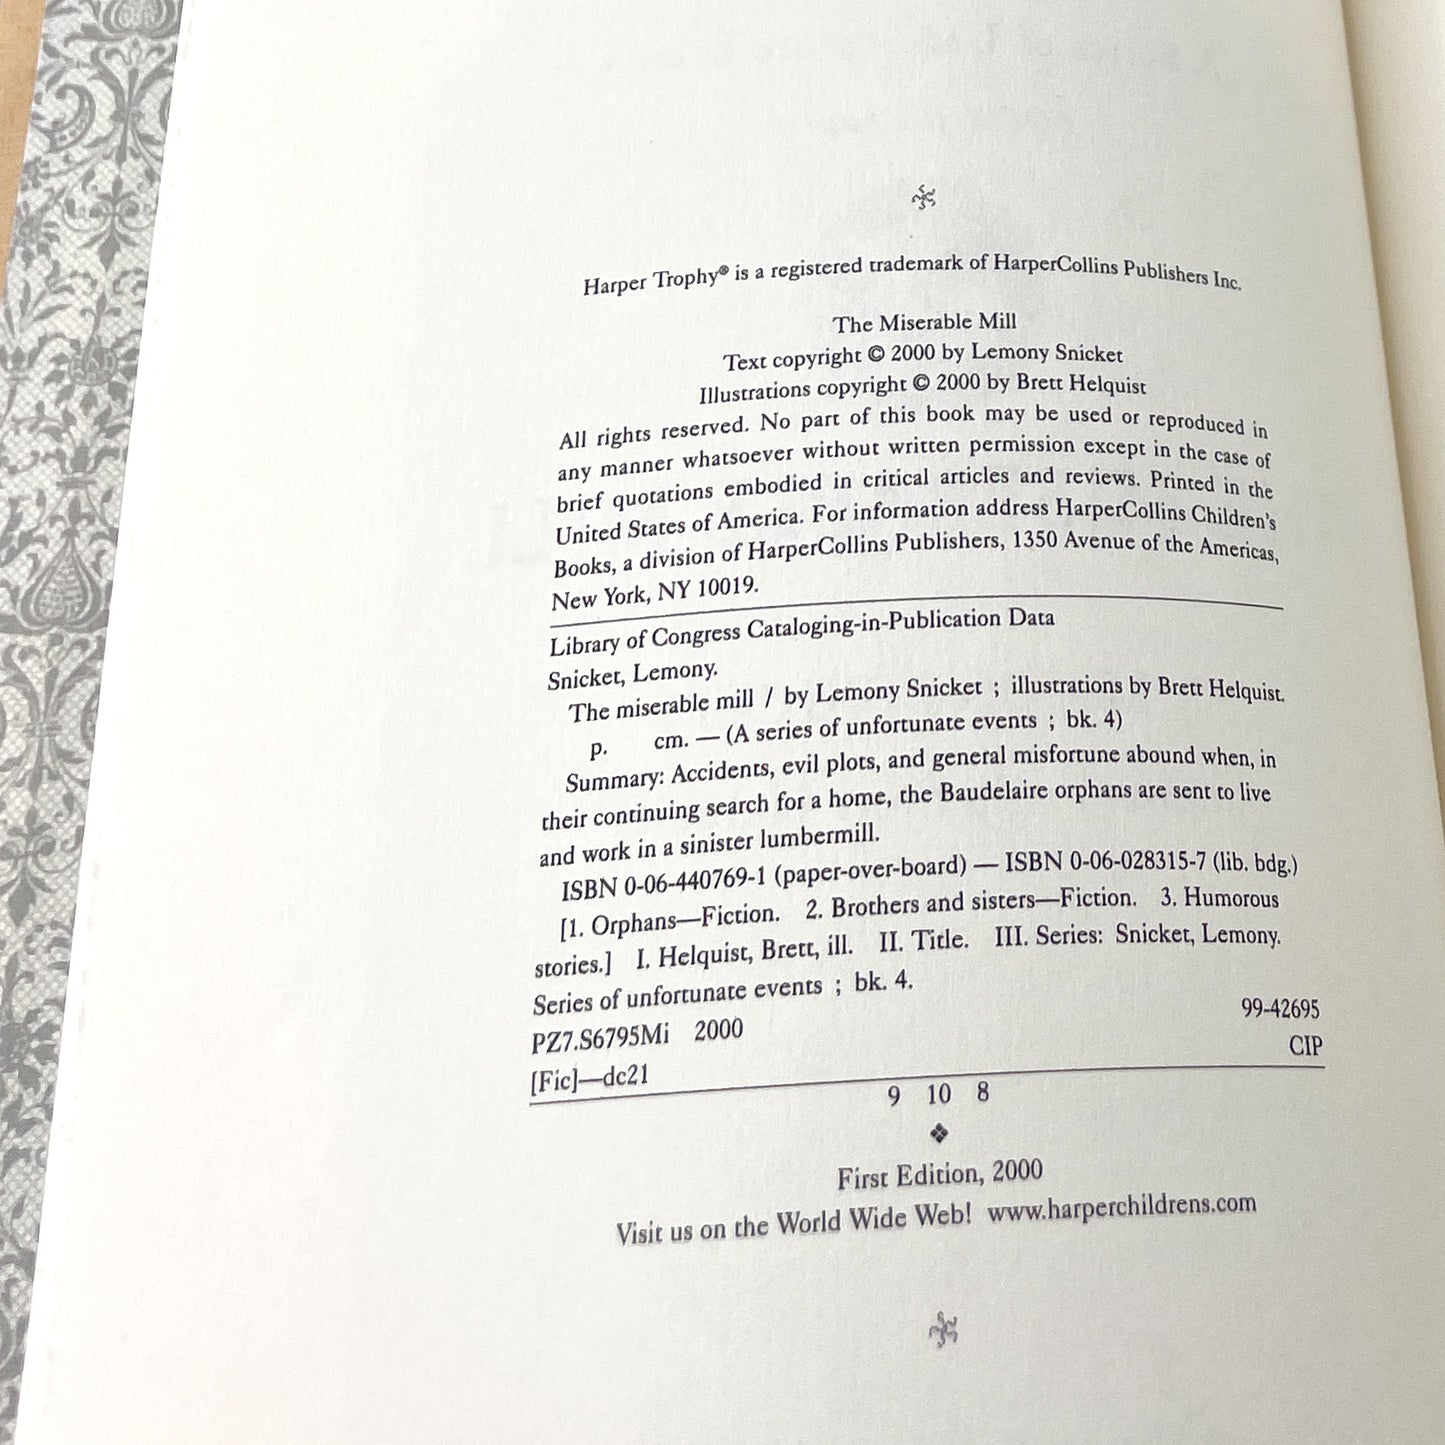 Harper Trophy® is a registered trademark of HarperCollins Publishers Inc.
The Miserable Mill
Text copyright © 2000 by Lemony Snicket
Illustrations copyright © 2000 by Brett Helquist
All rights reserved. No part of this book may be used or reproduced in
any manner whatsoever without written permission except in the case of
brief quotations embodied in critical articles and reviews. Printed in the
United States of America. For information address HarperCollins Children's
Books, a division of HarperCollins Publishers, 1350 Avenue of the Americas,
New York, NY 10019.
Library of Congress Cataloging-in-Publication Data
Snicket, Lemony.
The miserable mill / by Lemony Snicket ; illustrations by Brett Helquist.
p. cm. — (A series of unfortunate events ; bk. 4)
Summary: Accidents, evil plots, and general misfortune abound when, in
their continuing search for a home, the Baudelaire orphans are sent to live
and work in a sinister lumbermill.
ISBN 0-06-440769-1 (paper-over-board) — ISBN 0-06-028315-7 (lib. bdg.)
[1. Orphans—Fiction. 2. Brothers and sisters—Fiction. 3. Humorous
stories.] I. Helquist, Brett, ill. II. Title. III. Series: Snicket, Lemony.
Series of unfortunate events ; bk. 4.
PZ7.S6795Mi 2000 99-42695
[Fic]—dc21 CIP
9 10 8
First Edition, 2000
Visit us on the World Wide Web! www.harperchildrens.com